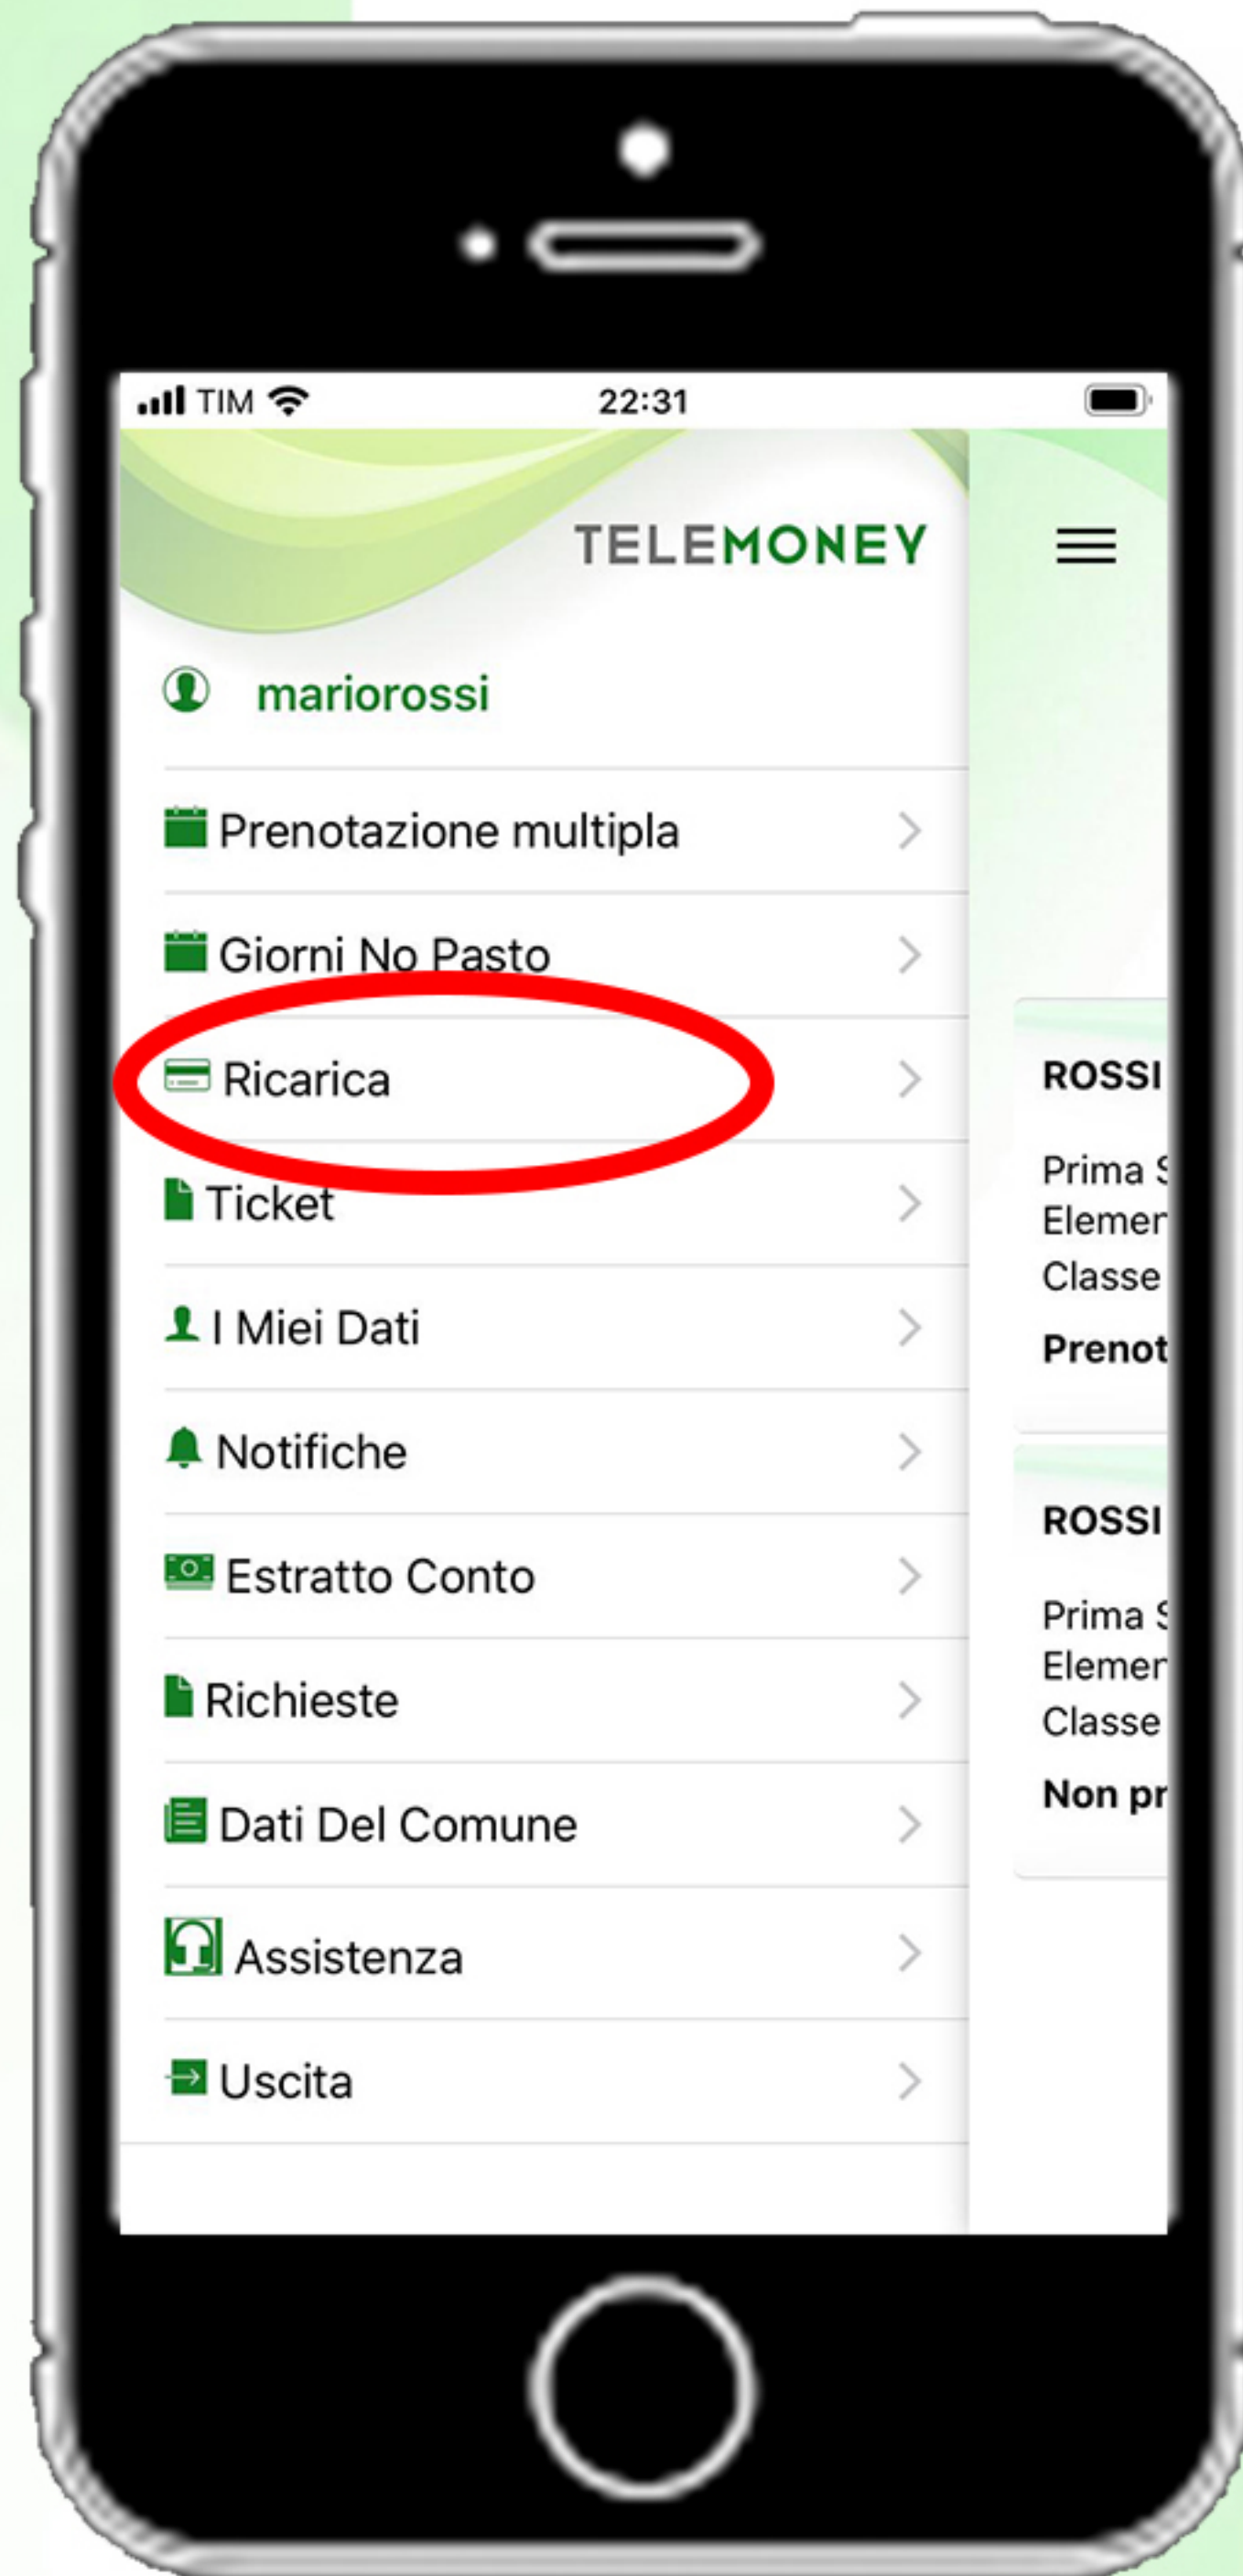 TIM 22:31
TELEMONEY
mariorossi
Prenotazione multipla
Giorni No Pasto
Ricarica
Ticket
I Miei Dati
Notifiche
Estratto Conto
Richieste
Dati Del Comune
Assistenza
Uscita
ROSSI
Prima
Classe
ROSSI
Prima
Classe
Non